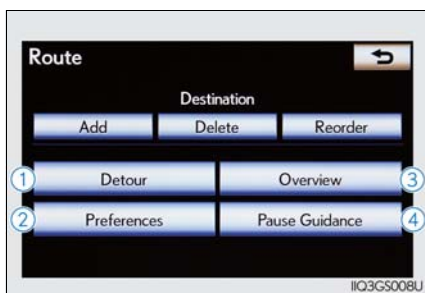 Route
Destination
Add Delete Reorder
1 Detour Overview 3
2 Preferences Pause Guidance 4
IIQ3GS008U